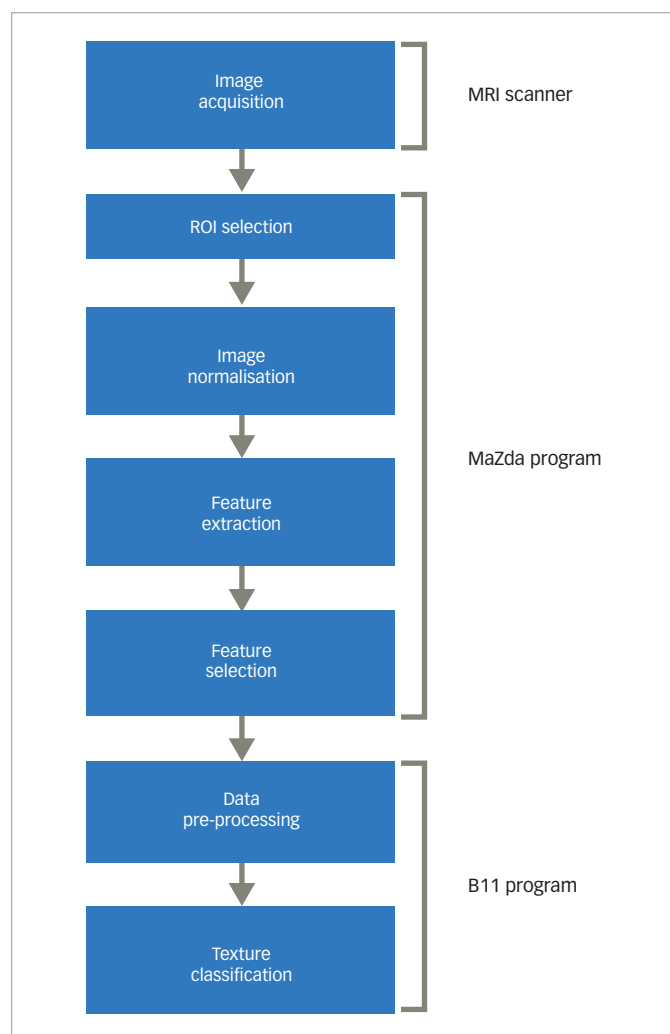 Image
acquisition
MRI scanner
ROI selection
Image
normalisation
Feature
extraction
MaZda program
Feature
selection
Data
pre-processing
B11 program
Texture
classification